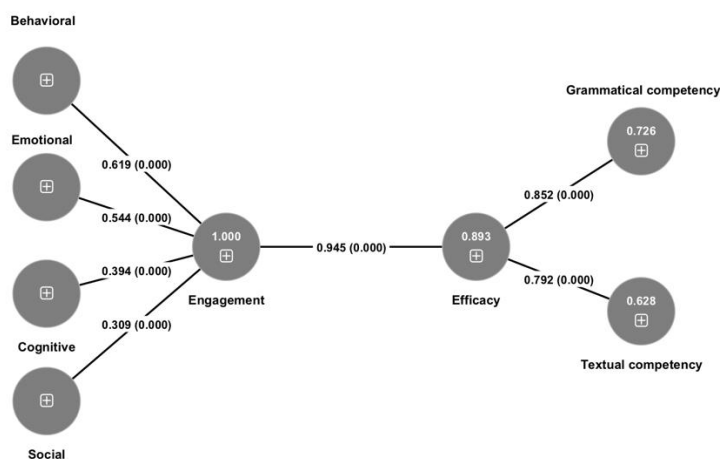 Behavioral
Grammatical competency
0.726
Emotional
0.619 (0.000)
0.852 (0.000)
0.544 (0.000)
1.000
0.945 (0.000)
0.893
0.394 (0.000)
0.792 (0.000)
Engagement
Efficacy
0.309 (0.000)
0.628
Cognitive
Textual competency
Social